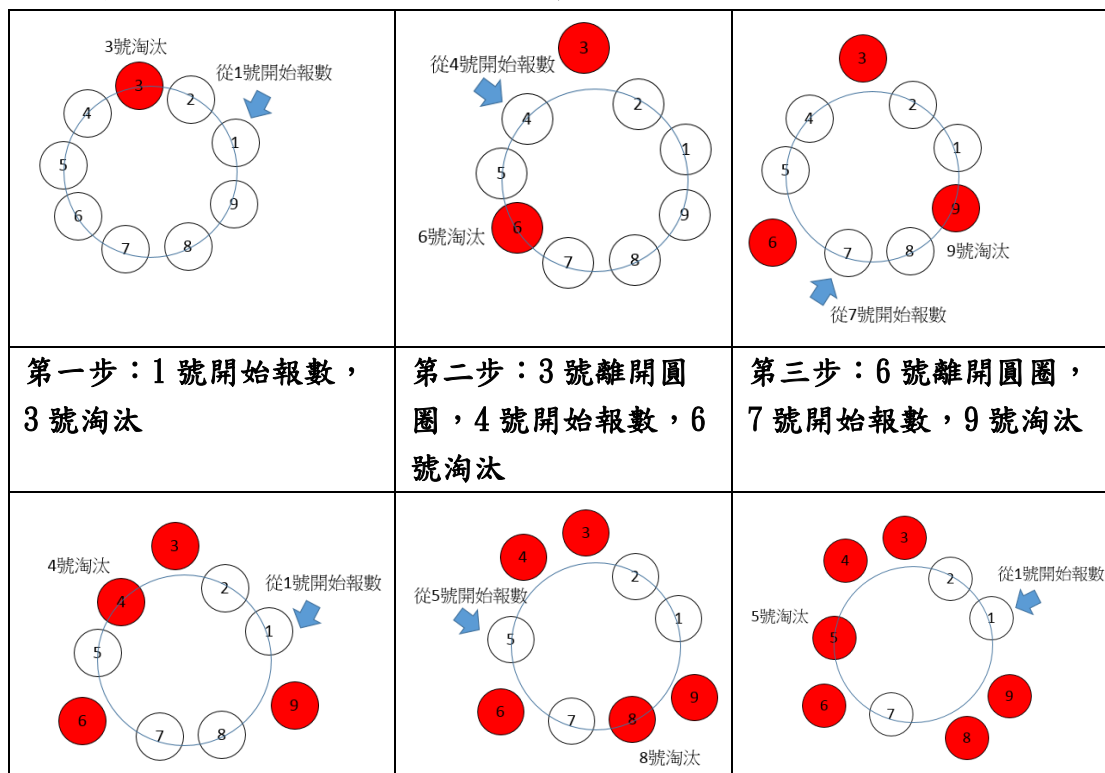 3號淘汰
從1號開始報數
3
2
4
1
5
9
6
8
7
3
從4號開始報數
2
4
1
5
9
6
6號淘汰
8
7
3
2
4
1
5
9
6
9號淘汰
8
7
從7號開始報數
第一步：1 號開始報數，
3 號淘汰
第二步：3 號離開圓
圈，4 號開始報數，6
號淘汰
第三步：6 號離開圓圈，
7 號開始報數，9 號淘汰
3
4號淘汰
從1號開始報數
2
4
1
5
9
6
7
8
3
4
2
從5號開始報數
1
5
9
6
7
8
8號淘汰
3
4
2
從1號開始報數
5號淘汰
1
5
9
6
7
8